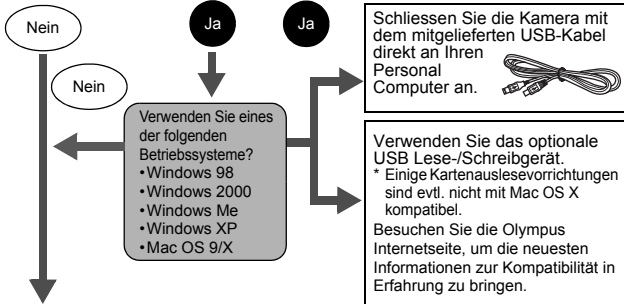 Nein
Ja
Ja
Nein
Verwenden Sie eines
der folgenden
Betriebssysteme?
•Windows 98
•Windows 2000
•Windows Me
•Windows XP
•Mac OS 9/X
Schliessen Sie die Kamera mit
dem mitgelieferten USB-Kabel
direkt an Ihren
Personal
Computer an.
Verwenden Sie das optionale
USB Lese-/Schreibgerät.
* Einige Kartenauslesevorrichtungen
sind evtl. nicht mit Mac OS X
kompatibel.
Besuchen Sie die Olympus
Internetseite, um die neuesten
Informationen zur Kompatibilität in
Erfahrung zu bringen.